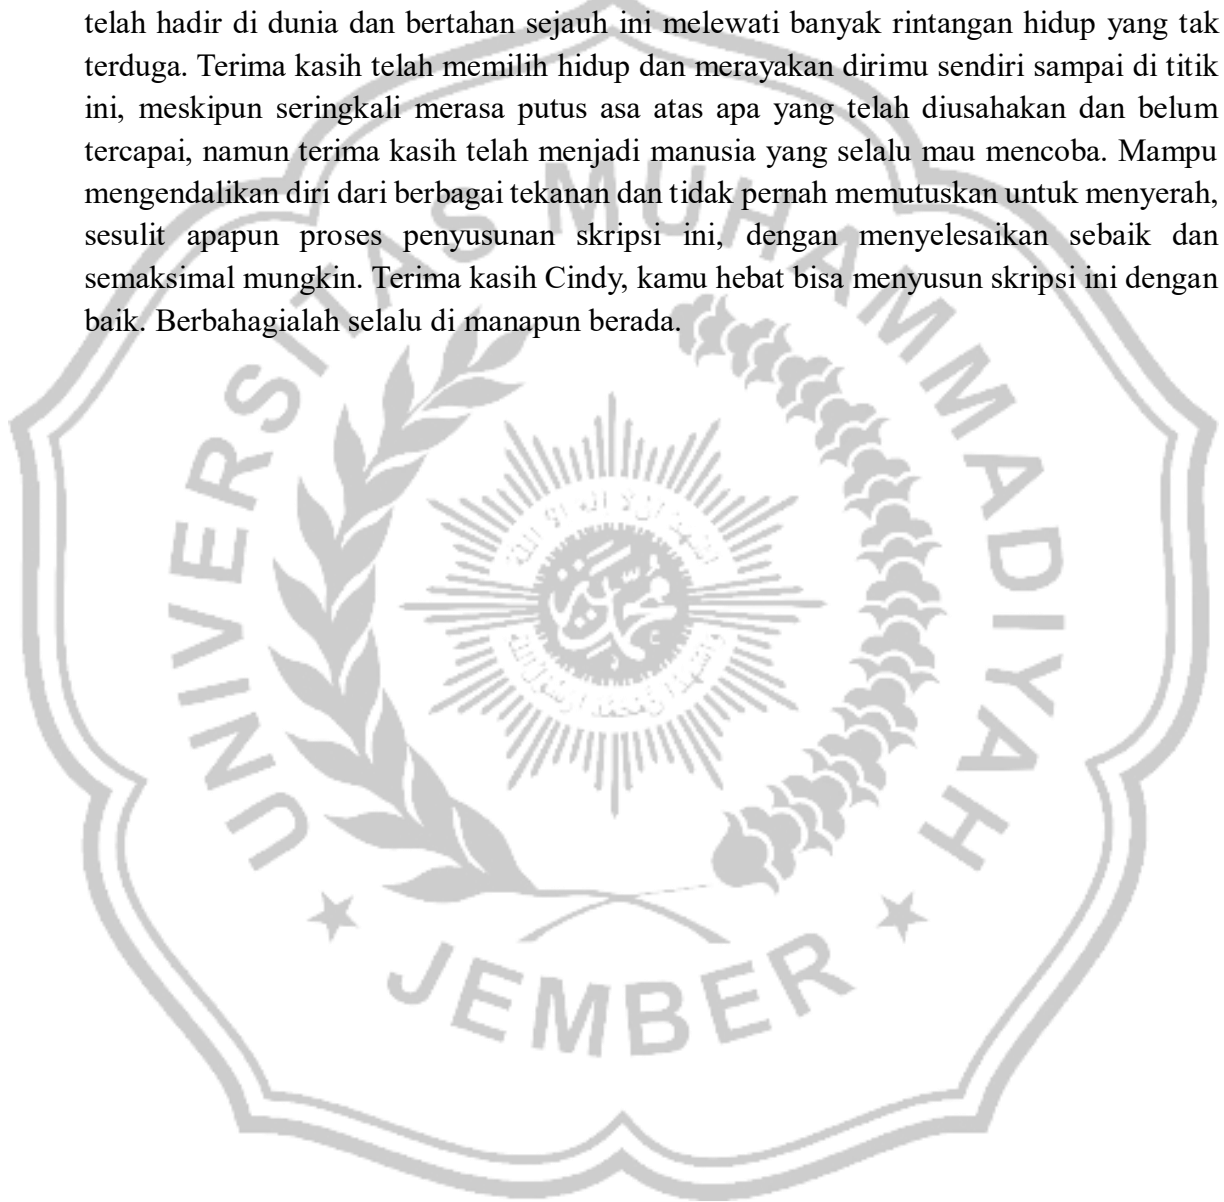 telah hadir di dunia dan bertahan sejauh ini melewati banyak rintangan hidup yang tak
terduga. Terima kasih telah memilih hidup dan merayakan dirimu sendiri sampai di titik
ini, meskipun seringkali merasa putus asa atas apa yang telah diusahakan dan belum
tercapai, namun terima kasih telah menjadi manusia yang selalu mau mencoba. Mampu
mengendalikan diri dari berbagai tekanan dan tidak pernah memutuskan untuk menyerah,
sesulit apapun proses penyusunan skripsi ini, dengan menyelesaikan sebaik dan
semaksimal mungkin. Terima kasih Cindy, kamu hebat bisa menyusun skripsi ini dengan
baik. Berbahagialah selalu di manapun berada.
UNIVERSITAS MUHAMMADIYAH
JEMBER